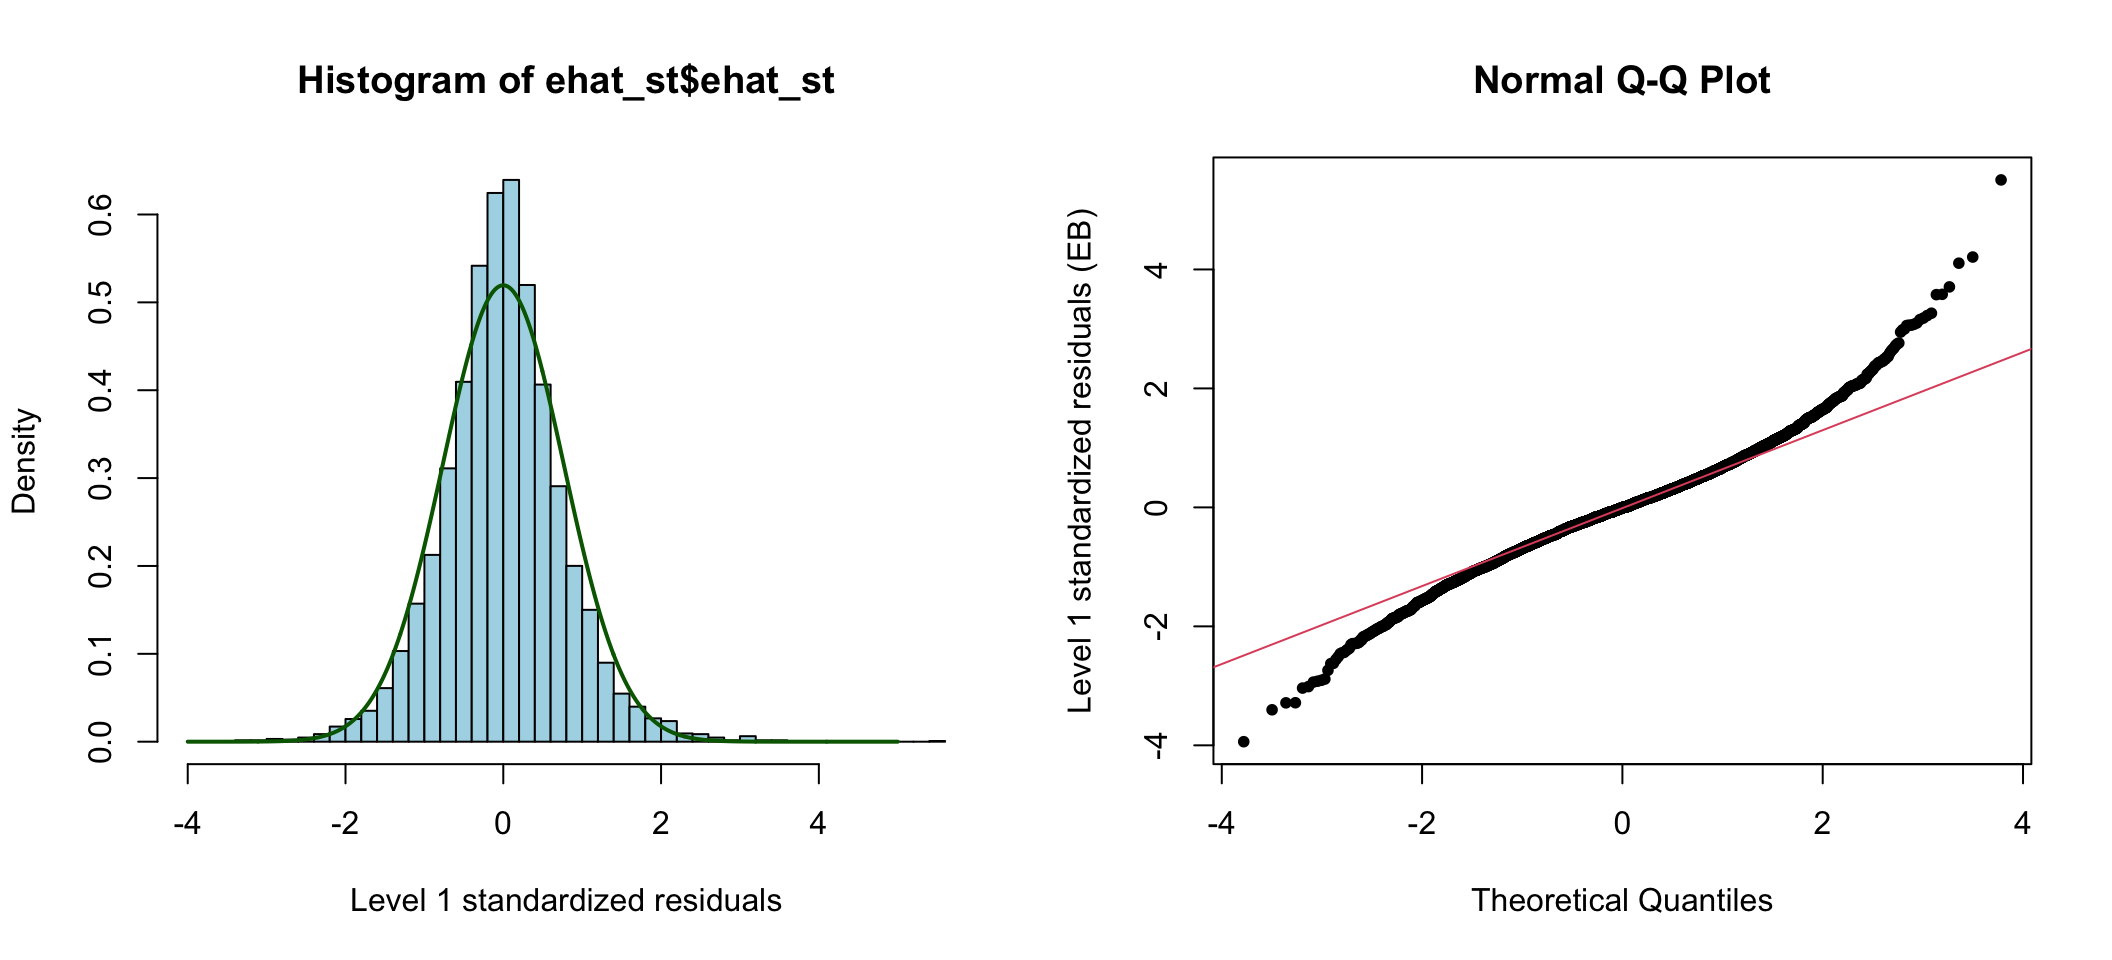 Histogram of ehat_st$ehat_st
Density
0.0 0.1 0.2 0.3 0.4 0.5 0.6
-4 -2 0 2 4
Level 1 standardized residuals
Normal Q-Q Plot
Level 1 standardized residuals (EB)
-4 -2 0 2 4
-4 -2 0 2 4
Theoretical Quantiles